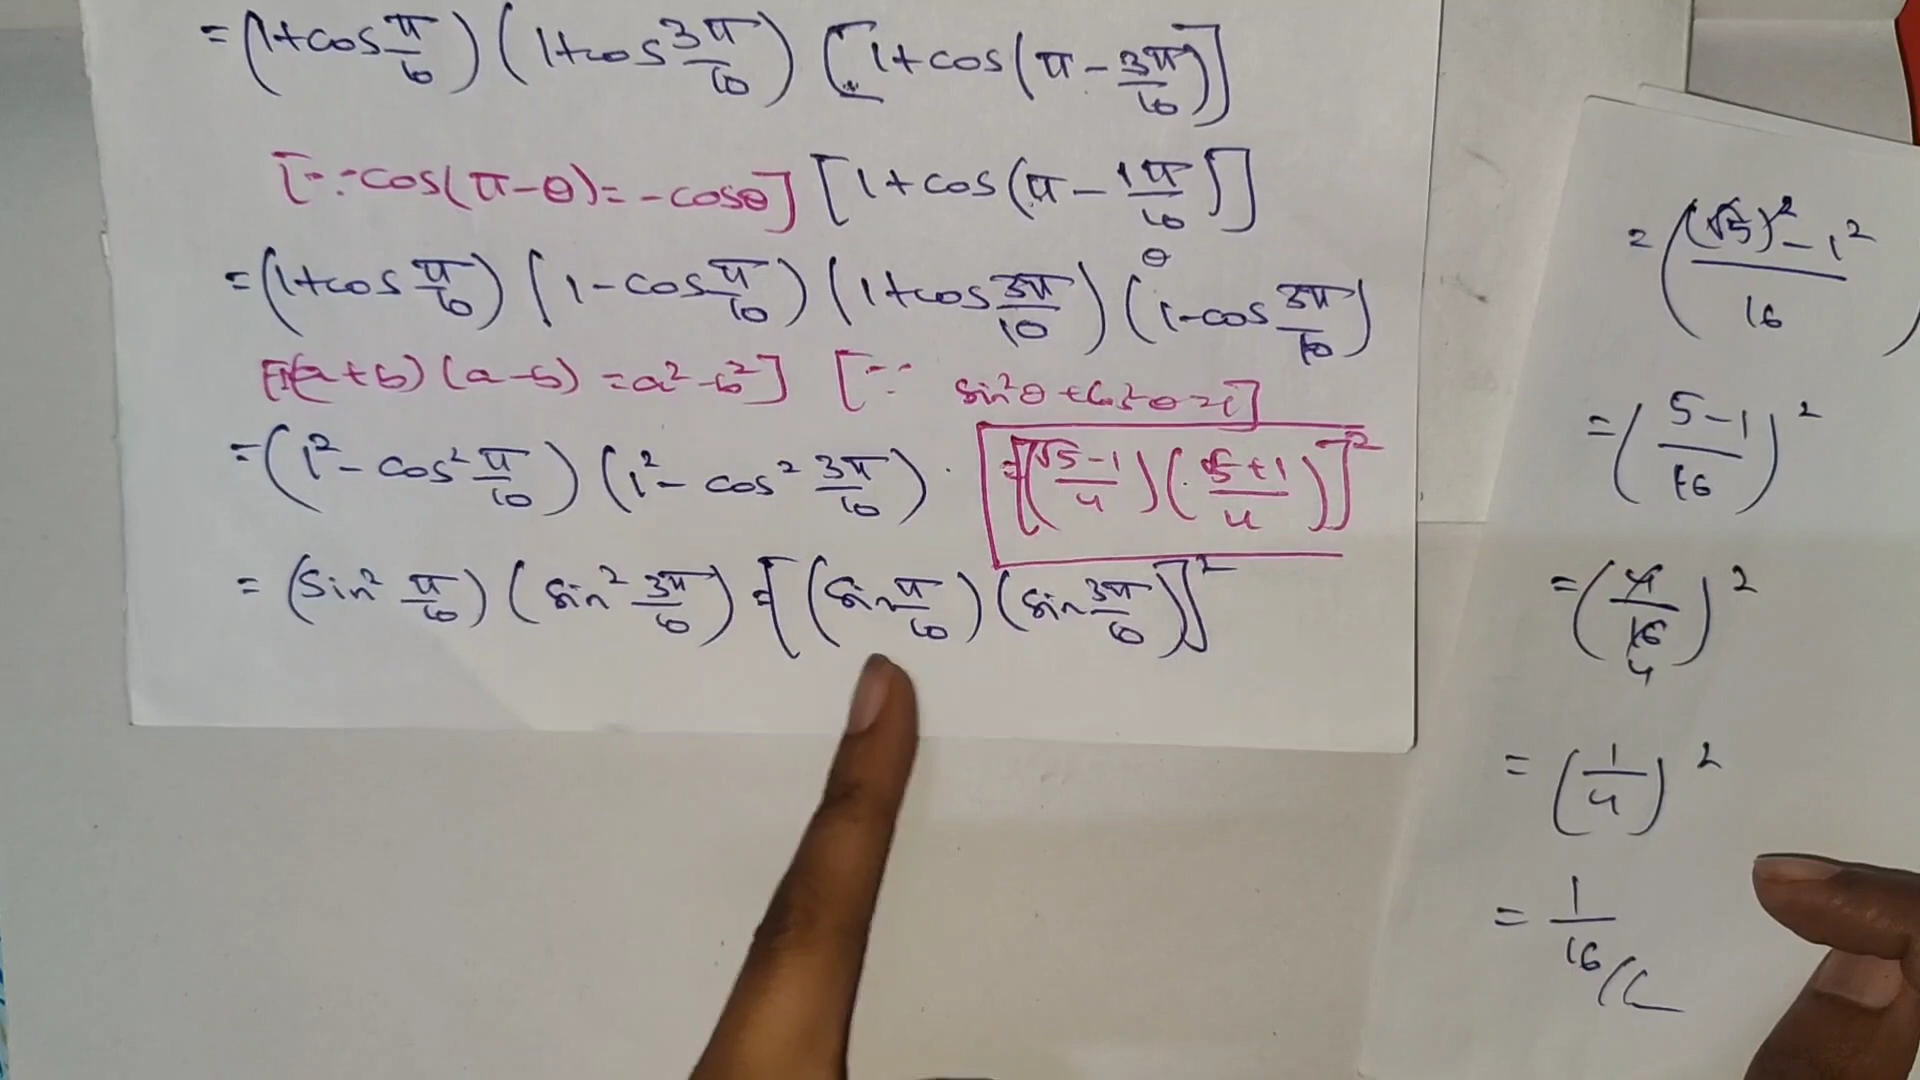 = (1+cos π/10) (1+cos 3π/10) [1+cos(π - 3π/10)]
[∵ cos(π-θ) = -cosθ] [1+cos(π - 1π/10)]
θ
= (1+cos π/10) (1-cos π/10) (1+cos 3π/10) (1-cos 3π/10)
[(a+b) (a-b) = a² - b²] [∵ sin²θ + cos²θ = 1]
= (1² - cos² π/10) (1² - cos² 3π/10) · [=[(√5-1/4) (√5+1/4)]²
= (sin² π/10) (sin² 3π/10) = [(sin π/10) (sin 3π/10)]²
= ((√5)² - 1²/16
= (5-1/16)²
= (4/16 4)²
= (1/4)²
= 1/16//